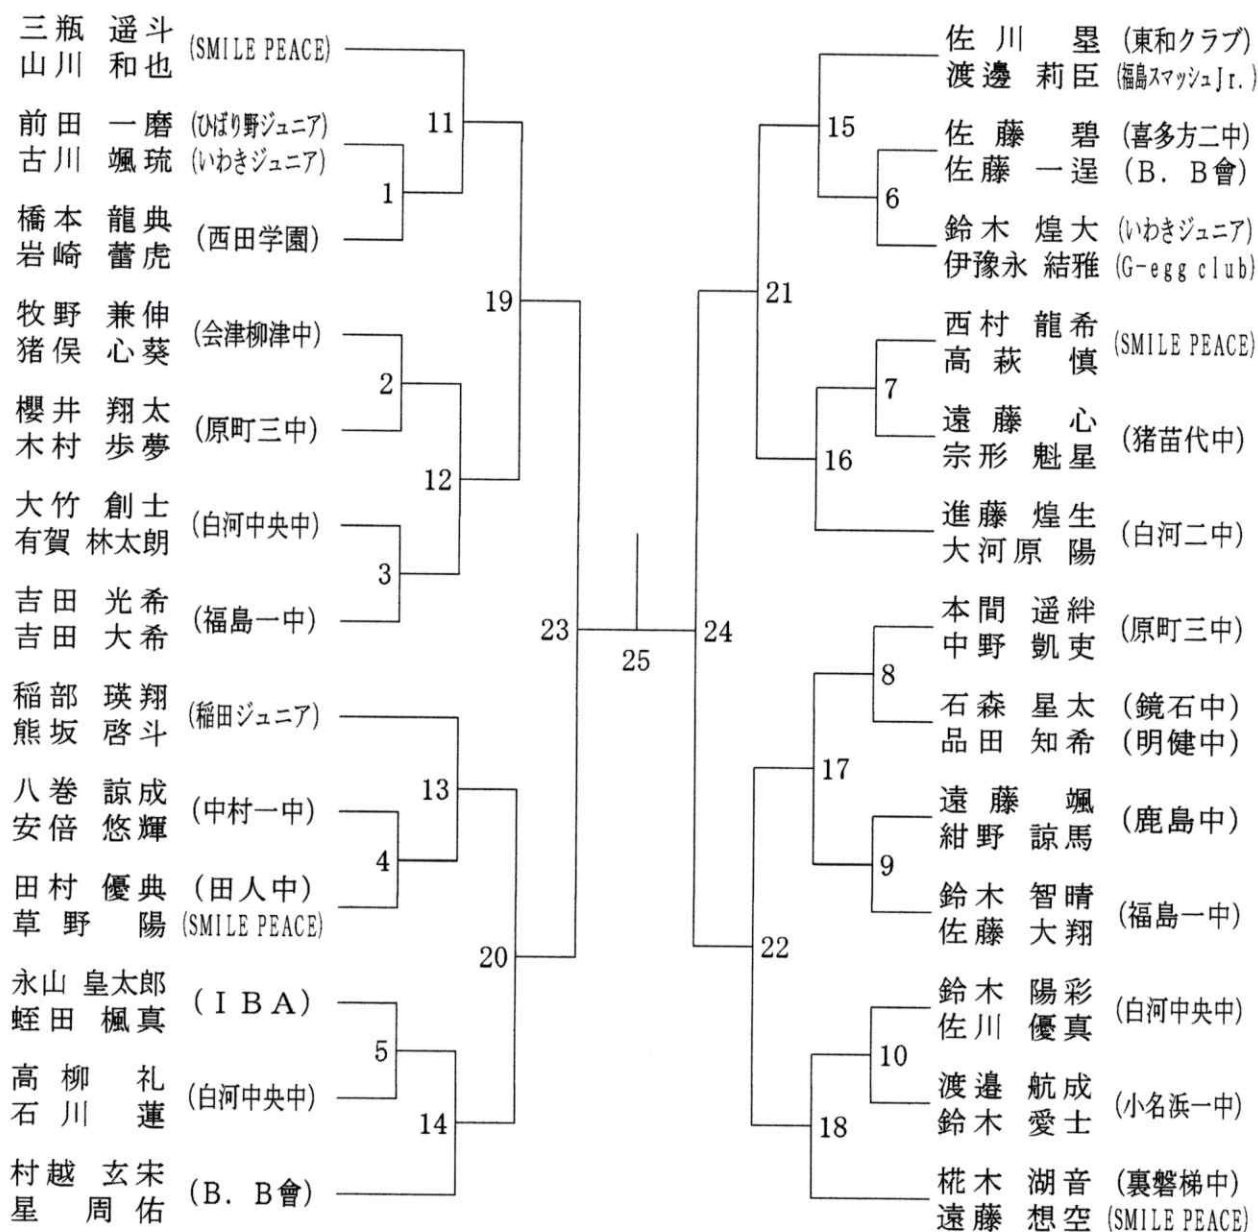 三瓶 遥斗 (SMILE PEACE)
山川 和也
前田 一磨 (ひばり野ジュニア)
古川 颯琉 (いわきジュニア)
橋本 龍典 (西田学園)
岩崎 蕾虎
牧野 兼伸 (会津柳津中)
猪俣 心葵
櫻井 翔太 (原町三中)
木村 歩夢
大竹 創士 (白河中央中)
有賀 林太朗
吉田 光希 (福島一中)
吉田 大希
稲部 瑛翔 (稲田ジュニア)
熊坂 啓斗
八巻 諒成 (中村一中)
安倍 悠輝
田村 優典 (田人中)
草野 陽 (SMILE PEACE)
永山 皇太郎 (IBA)
蛭田 楓真
高柳 礼 (白河中央中)
石川 蓮
村越 玄宋 (B.B會)
星 周佑
11
1
19
2
12
3
23
13
4
20
5
14
25
佐川 塁 (東和クラブ)
渡邊 莉臣 (福島スマッシュJr.)
佐藤 碧 (喜多方二中)
佐藤 一逞 (B.B會)
鈴木 煌大 (いわきジュニア)
伊豫永 結雅 (G-egg club)
西村 龍希 (SMILE PEACE)
高萩 慎
遠藤 心 (猪苗代中)
宗形 魁星
進藤 煌生 (白河二中)
大河原 陽
本間 遥絆 (原町三中)
中野 凱吏
石森 星太 (鏡石中)
品田 知希 (明健中)
遠藤 颯 (鹿島中)
紺野 諒馬
鈴木 智晴 (福島一中)
佐藤 大翔
鈴木 陽彩 (白河中央中)
佐川 優真
渡邉 航成 (小名浜一中)
鈴木 愛士
椛木 湖音 (裏磐梯中)
遠藤 想空 (SMILE PEACE)
15
6
21
7
16
24
8
17
9
22
10
18